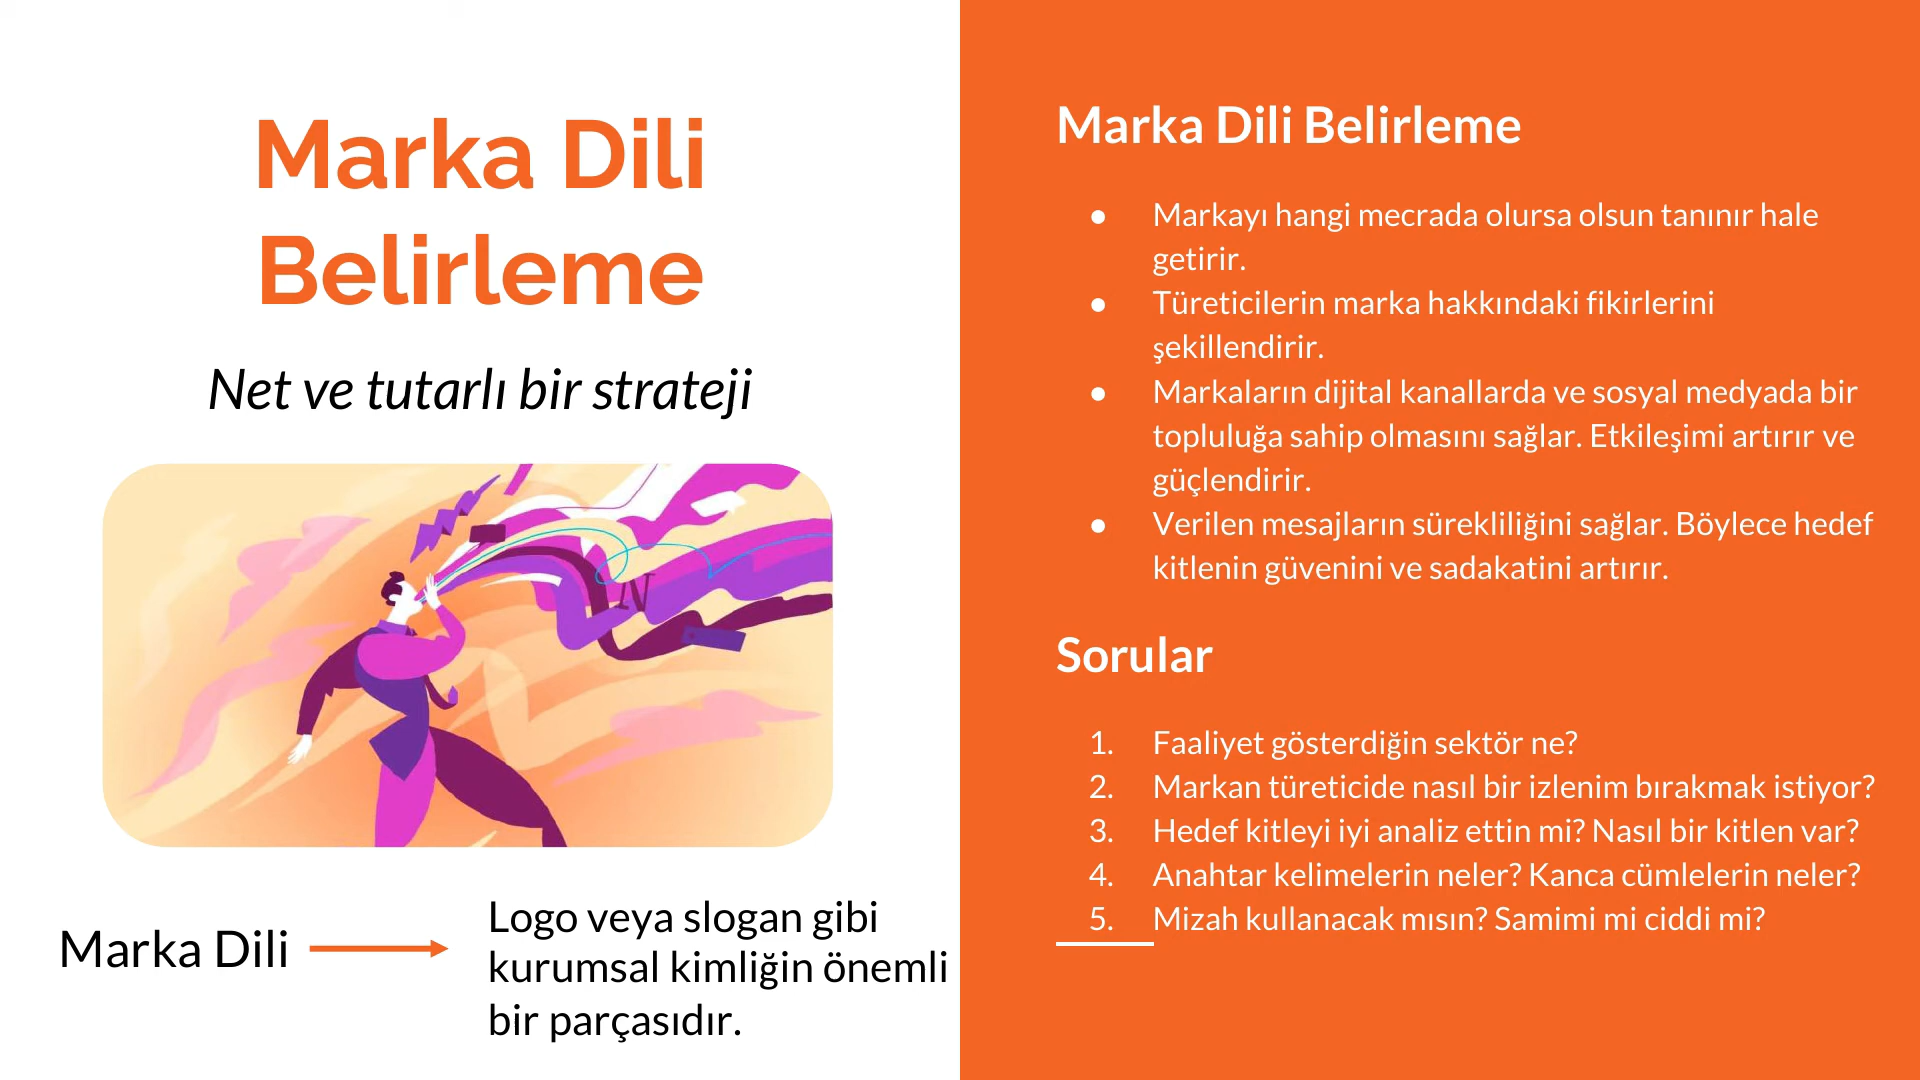 Marka Dili
Belirleme
Net ve tutarlı bir strateji
N
Marka Dili
Logo veya slogan gibi
kurumsal kimliğin önemli
bir parçasıdır.
Marka Dili Belirleme
● Markayı hangi mecrada olursa olsun tanınır hale
getirir.
● Türeticilerin marka hakkındaki fikirlerini
şekillendirir.
● Markaların dijital kanallarda ve sosyal medyada bir
topluluğa sahip olmasını sağlar. Etkileşimi artırır ve
güçlendirir.
● Verilen mesajların sürekliliğini sağlar. Böylece hedef
kitlenin güvenini ve sadakatini artırır.
Sorular
1. Faaliyet gösterdiğin sektör ne?
2. Markan türeticide nasıl bir izlenim bırakmak istiyor?
3. Hedef kitleyi iyi analiz ettin mi? Nasıl bir kitlen var?
4. Anahtar kelimelerin neler? Kanca cümlelerin neler?
5. Mizah kullanacak mısın? Samimi mi ciddi mi?